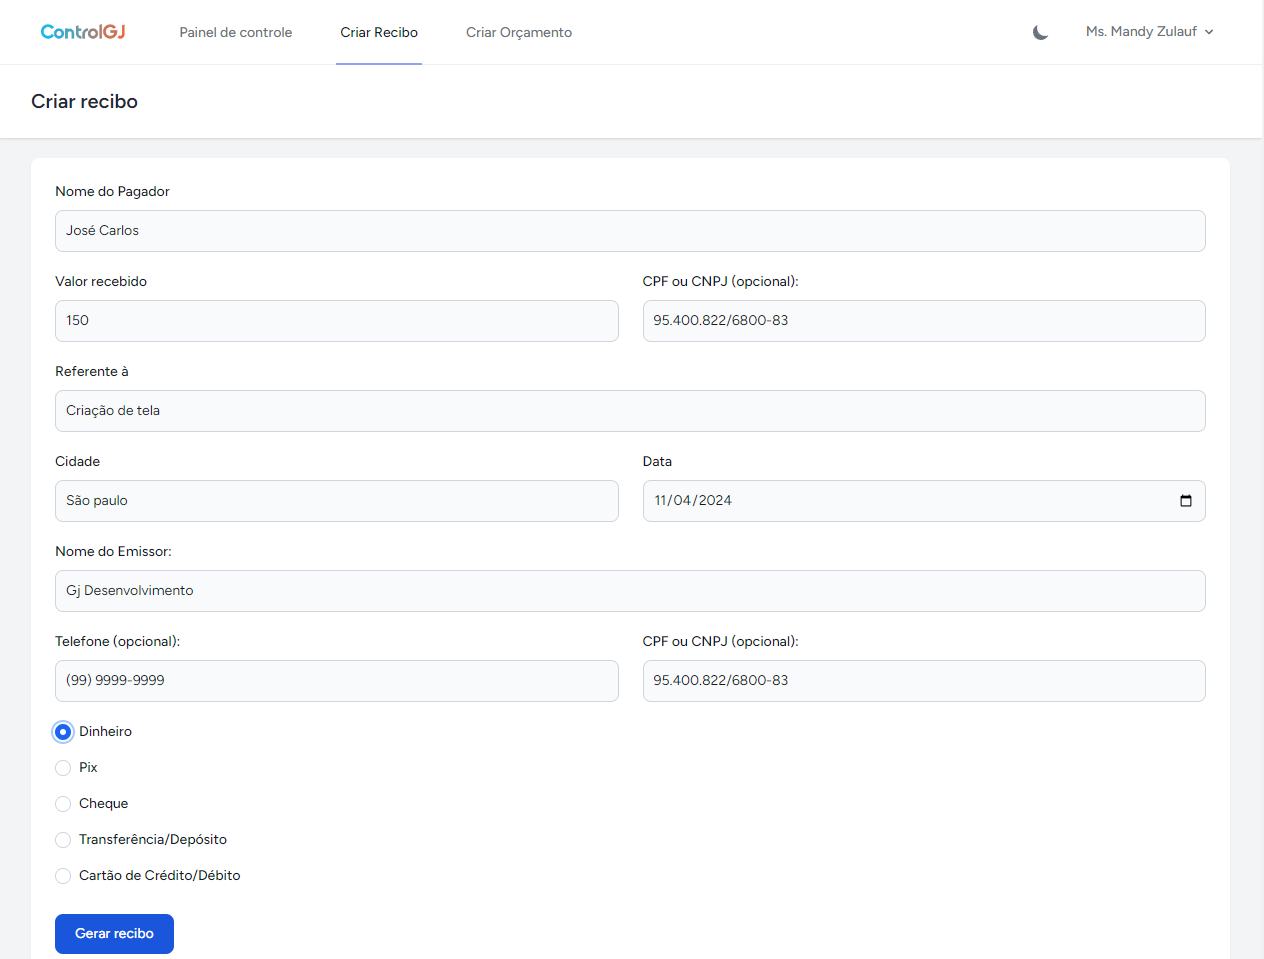 ControlGJ Painel de controle Criar Recibo Criar Orçamento Ms. Mandy Zulauf
Criar recibo
Nome do Pagador
José Carlos
Valor recebido CPF ou CNPJ (opcional):
150 95.400.822/6800-83
Referente à
Criação de tela
Cidade Data
São paulo 11/04/2024
Nome do Emissor:
Gj Desenvolvimento
Telefone (opcional): CPF ou CNPJ (opcional):
(99) 9999-9999 95.400.822/6800-83
Dinheiro
Pix
Cheque
Transferência/Depósito
Cartão de Crédito/Débito
Gerar recibo